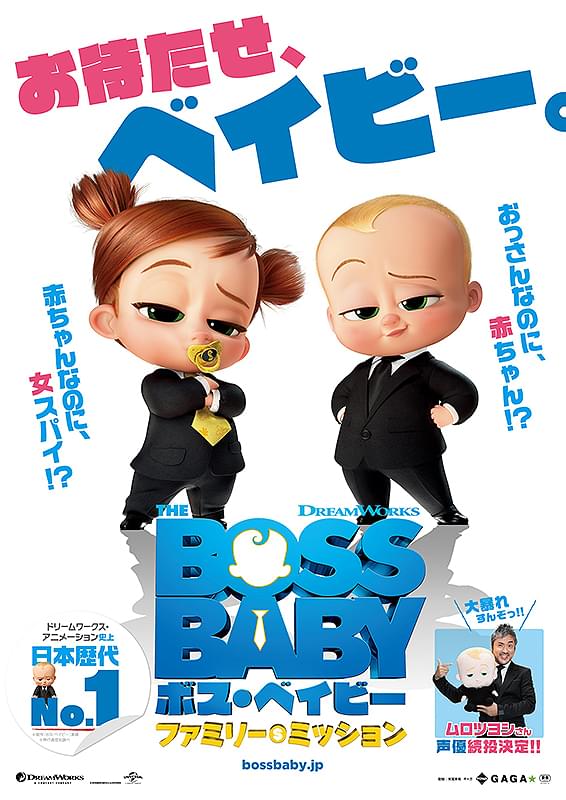 お待たせ、
ベイビー。
おっさんなのに、
赤ちゃん!?
赤ちゃんなのに、
女スパイ!?
THE
DREAMWORKS
BOSS
BABY
ボス・ベイビー
ファミリー・ミッション
bossbaby.jp
ドリームワークス・
アニメーション史上
日本歴代
No.1
大暴れ
すんぞっ!!
ムロツヨシさん
声優続投決定!!
DREAMWORKS
UNIVERSAL
GAGA★